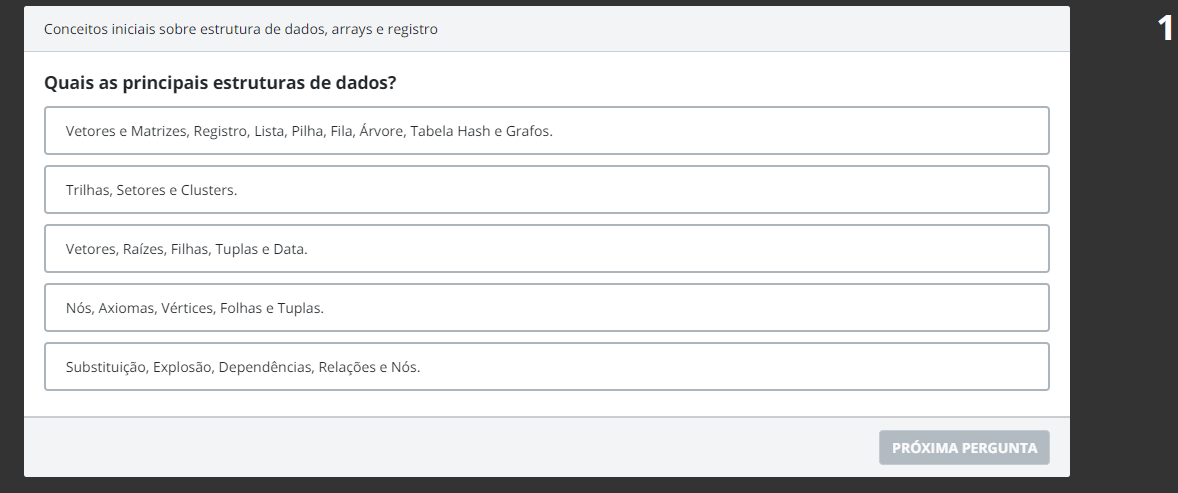 Conceitos iniciais sobre estrutura de dados, arrays e registro
1
Quais as principais estruturas de dados?
Vetores e Matrizes, Registro, Lista, Pilha, Fila, Árvore, Tabela Hash e Grafos.
Trilhas, Setores e Clusters.
Vetores, Raízes, Filhas, Tuplas e Data.
Nós, Axiomas, Vértices, Folhas e Tuplas.
Substituição, Explosão, Dependências, Relações e Nós.
PRÓXIMA PERGUNTA